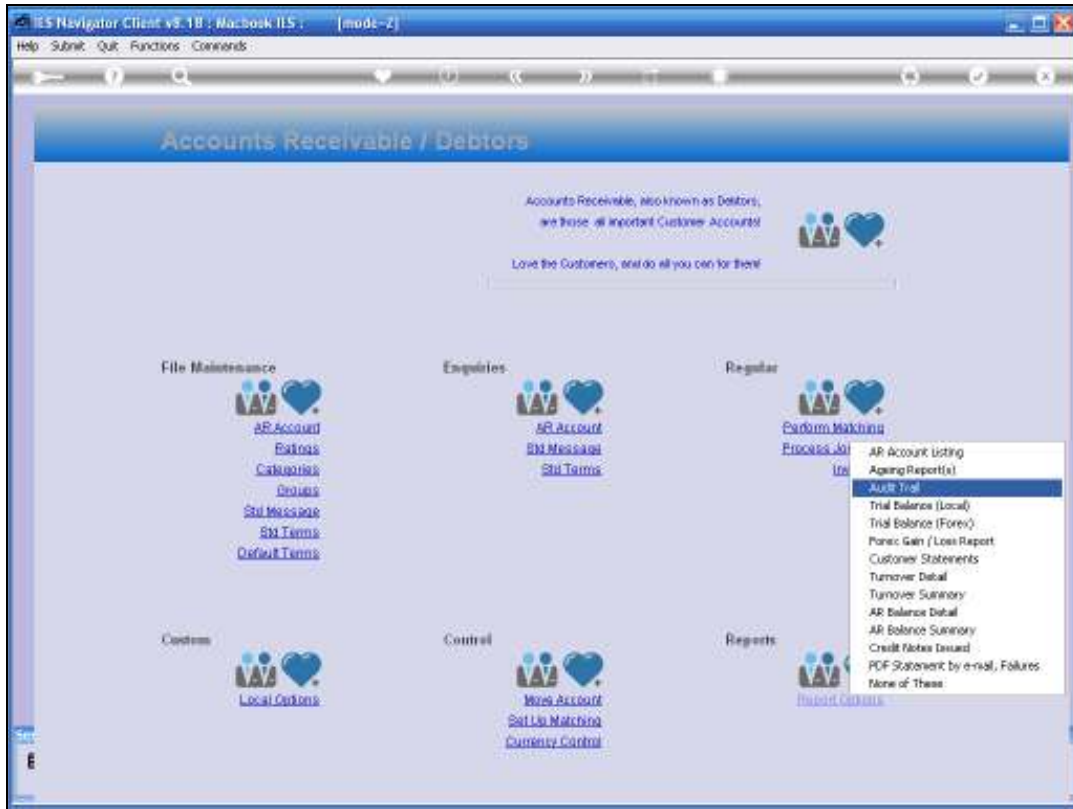 IES Navigator Client v8.18 : Macbook IES : [mode-Z]
Help Submit Quit Functions Commands
Accounts Receivable / Debtors
Accounts Receivable, also known as Debtors,
are those all important Customer Accounts!
Love the Customers, and do all you can for them!
File Maintenance
AR Account
Ratings
Categories
Groups
Std Message
Std Terms
Default Terms
Enquiries
AR Account
Std Message
Std Terms
Regular
Perform Matching
Process
AR Account Listing
Ageing Report(s)
Audit Trail
Trial Balance (Local)
Trial Balance (Forex)
Forex Gain / Loss Report
Customer Statements
Turnover Detail
Turnover Summary
AR Balance Detail
AR Balance Summary
Credit Notes Issued
PDF Statement by e-mail, Failures
None of These
Custom
Local Options
Control
Move Account
Set Up Matching
Currency Control
Reports
Report Options